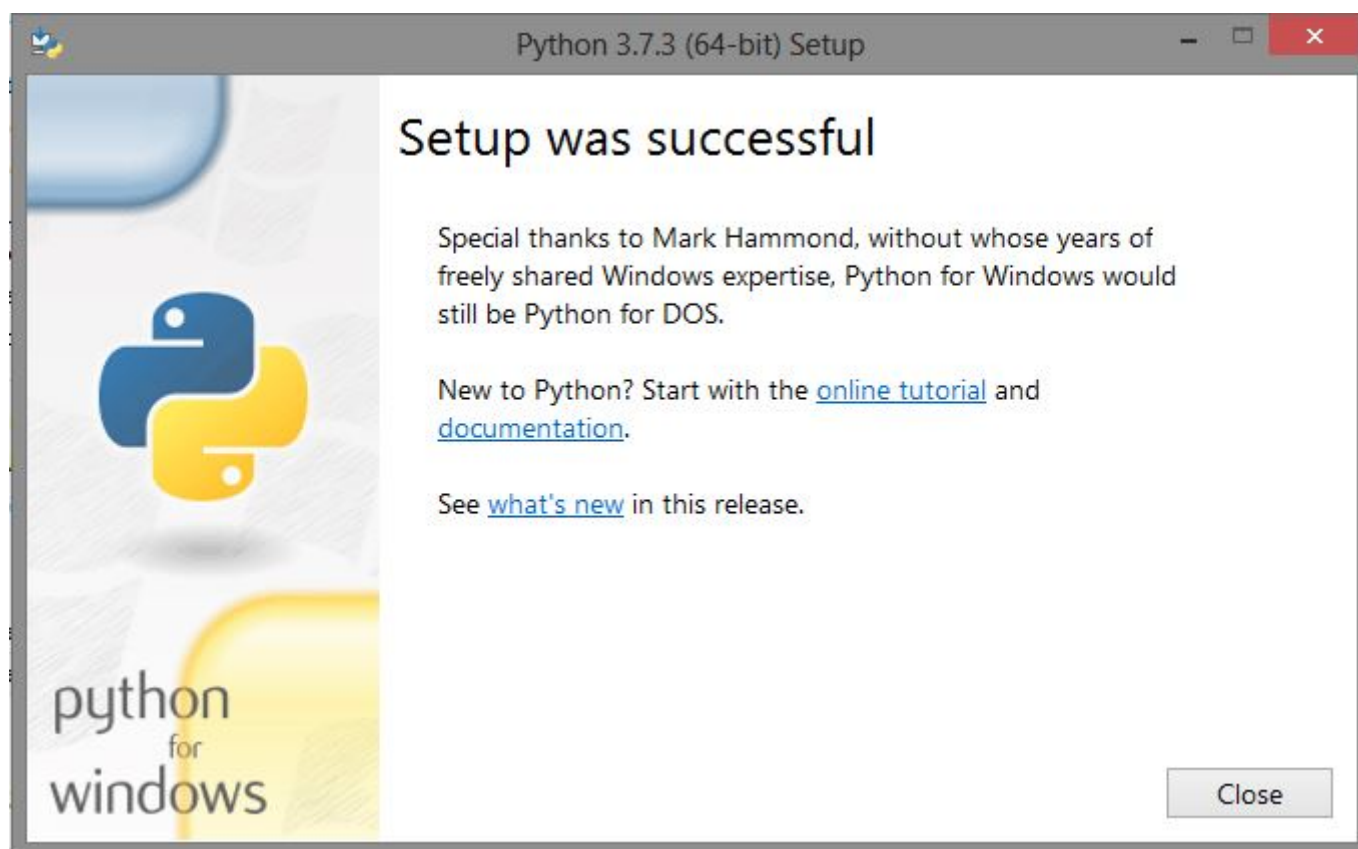 Python 3.7.3 (64-bit) Setup
Setup was successful
Special thanks to Mark Hammond, without whose years of
freely shared Windows expertise, Python for Windows would
still be Python for DOS.
New to Python? Start with the online tutorial and
documentation.
See what's new in this release.
python
for
windows
Close